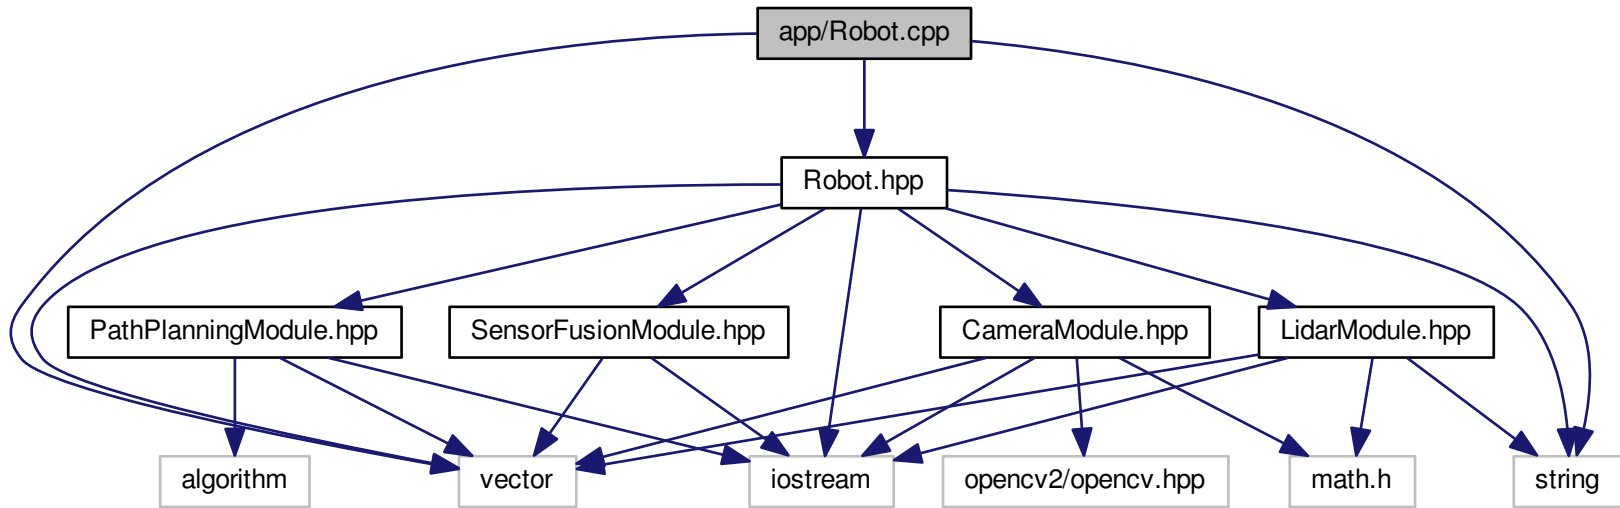 app/Robot.cpp
Robot.hpp
PathPlanningModule.hpp
SensorFusionModule.hpp
CameraModule.hpp
LidarModule.hpp
algorithm
vector
iostream
opencv2/opencv.hpp
math.h
string